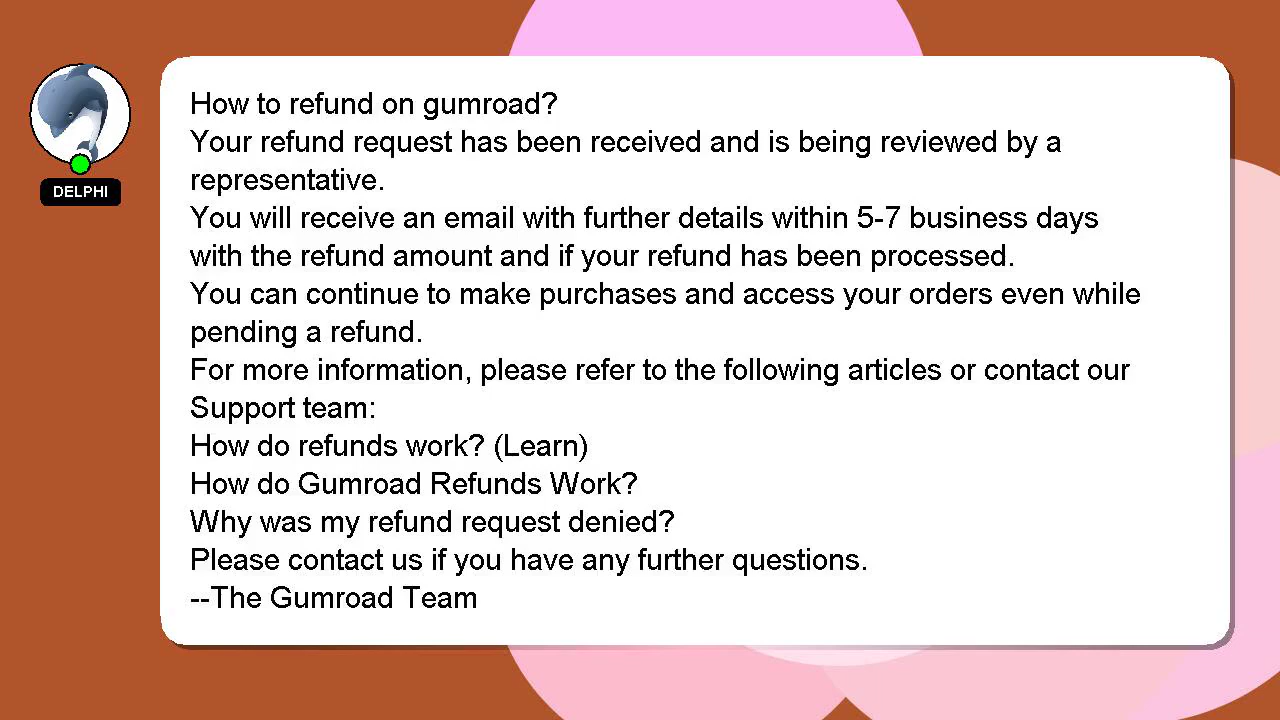 DELPHI
How to refund on gumroad?
Your refund request has been received and is being reviewed by a
representative.
You will receive an email with further details within 5-7 business days
with the refund amount and if your refund has been processed.
You can continue to make purchases and access your orders even while
pending a refund.
For more information, please refer to the following articles or contact our
Support team:
How do refunds work? (Learn)
How do Gumroad Refunds Work?
Why was my refund request denied?
Please contact us if you have any further questions.
--The Gumroad Team